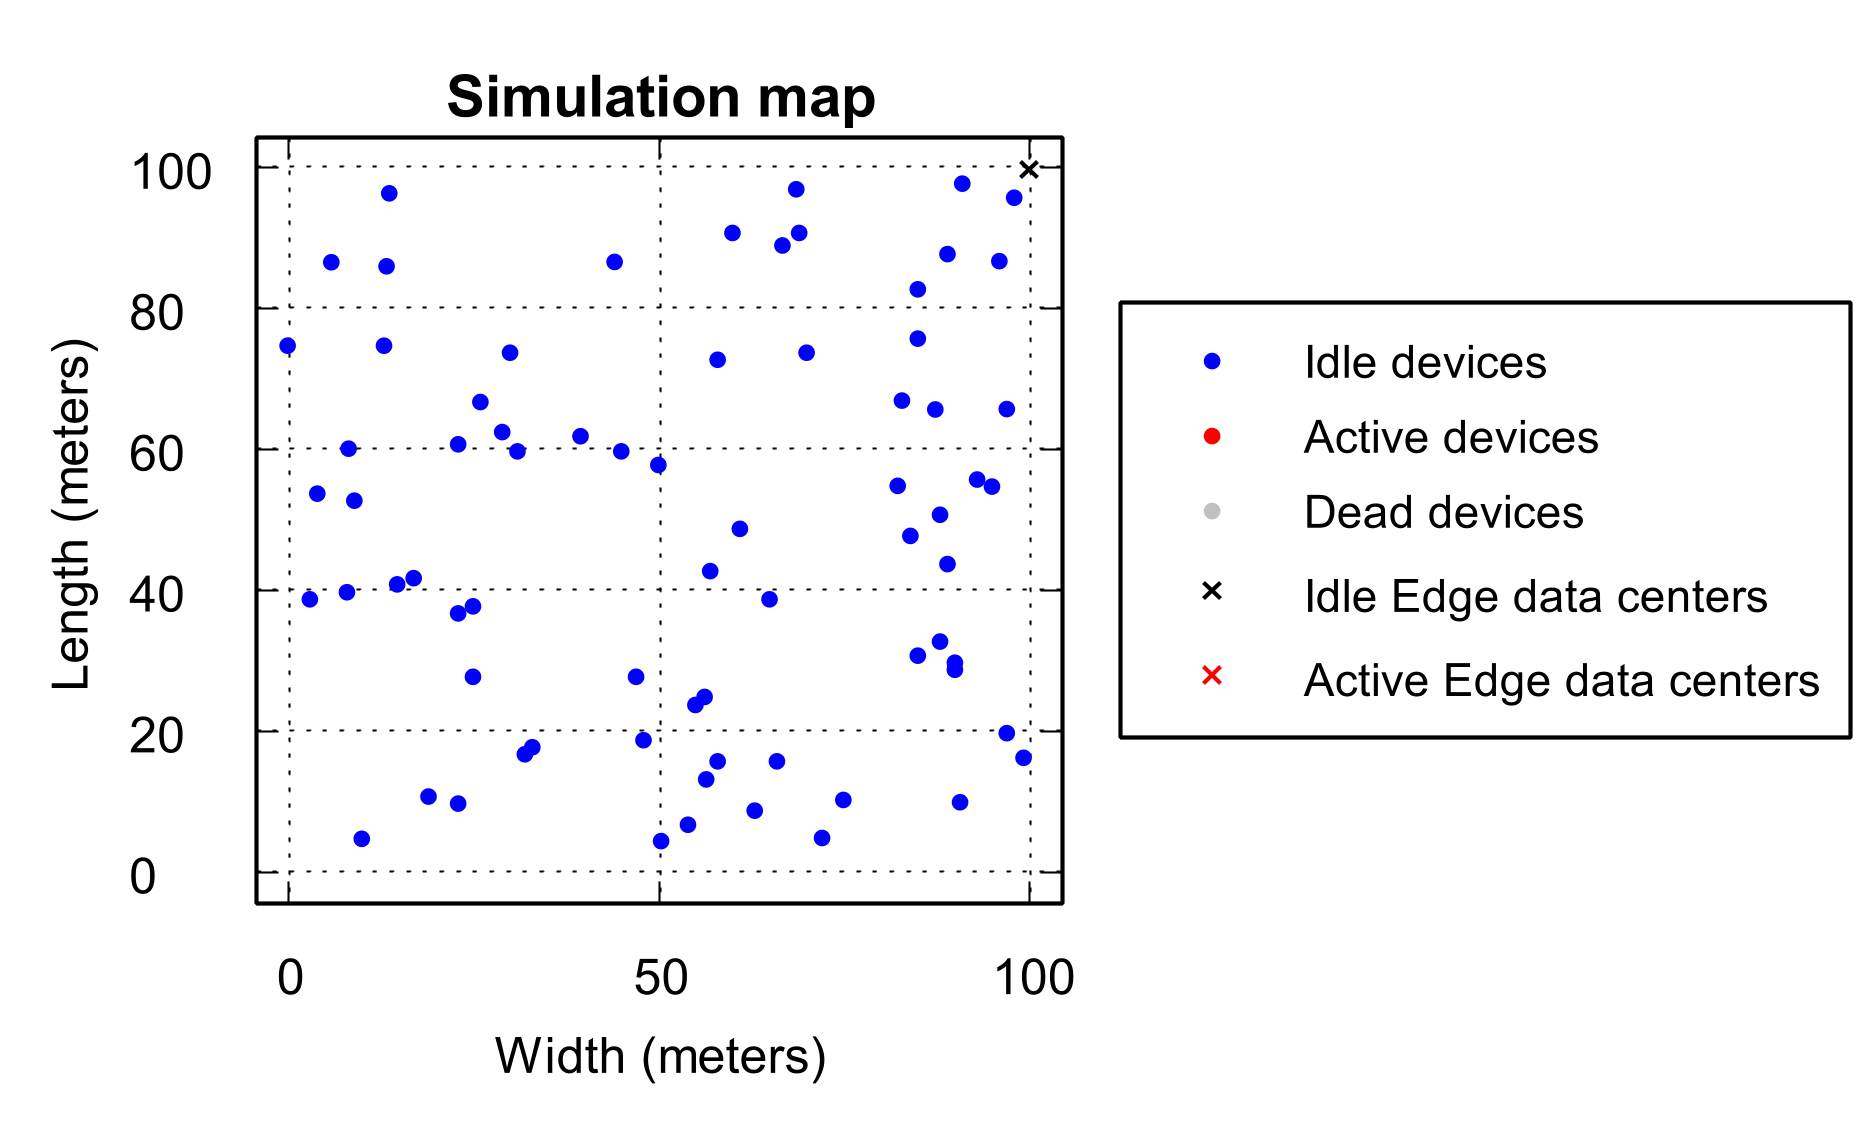 Simulation map
100
80
60
40
20
0
Length (meters)
0 50 100
Width (meters)
Idle devices
Active devices
Dead devices
Idle Edge data centers
Active Edge data centers